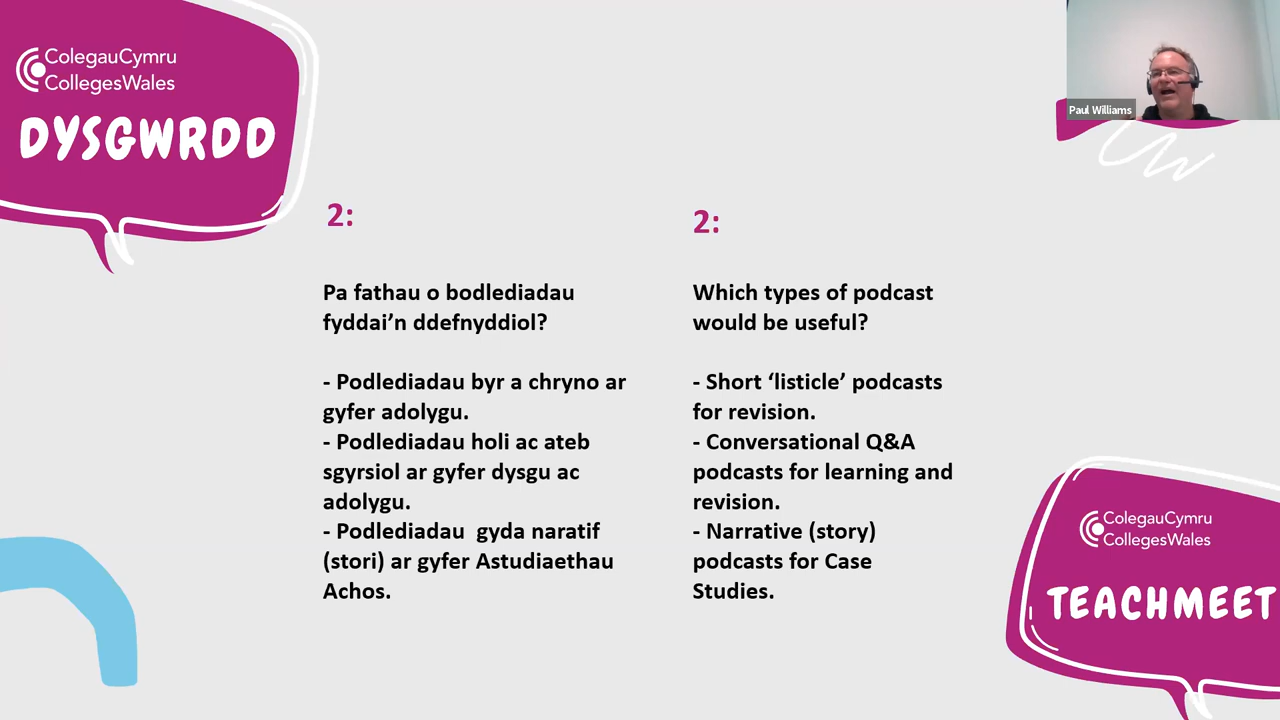 ColegauCymru
CollegesWales
DYSGWRDD
Paul Williams
2:
Pa fathau o bodlediadau
fyddai’n ddefnyddiol?
- Podlediadau byr a chryno ar
gyfer adolygu.
- Podlediadau holi ac ateb
sgyrsiol ar gyfer dysgu ac
adolygu.
- Podlediadau  gyda naratif
(stori) ar gyfer Astudiaethau
Achos.
2:
Which types of podcast
would be useful?
- Short ‘listicle’ podcasts
for revision.
- Conversational Q&A
podcasts for learning and
revision.
- Narrative (story)
podcasts for Case
Studies.
ColegauCymru
CollegesWales
TEACHMEET